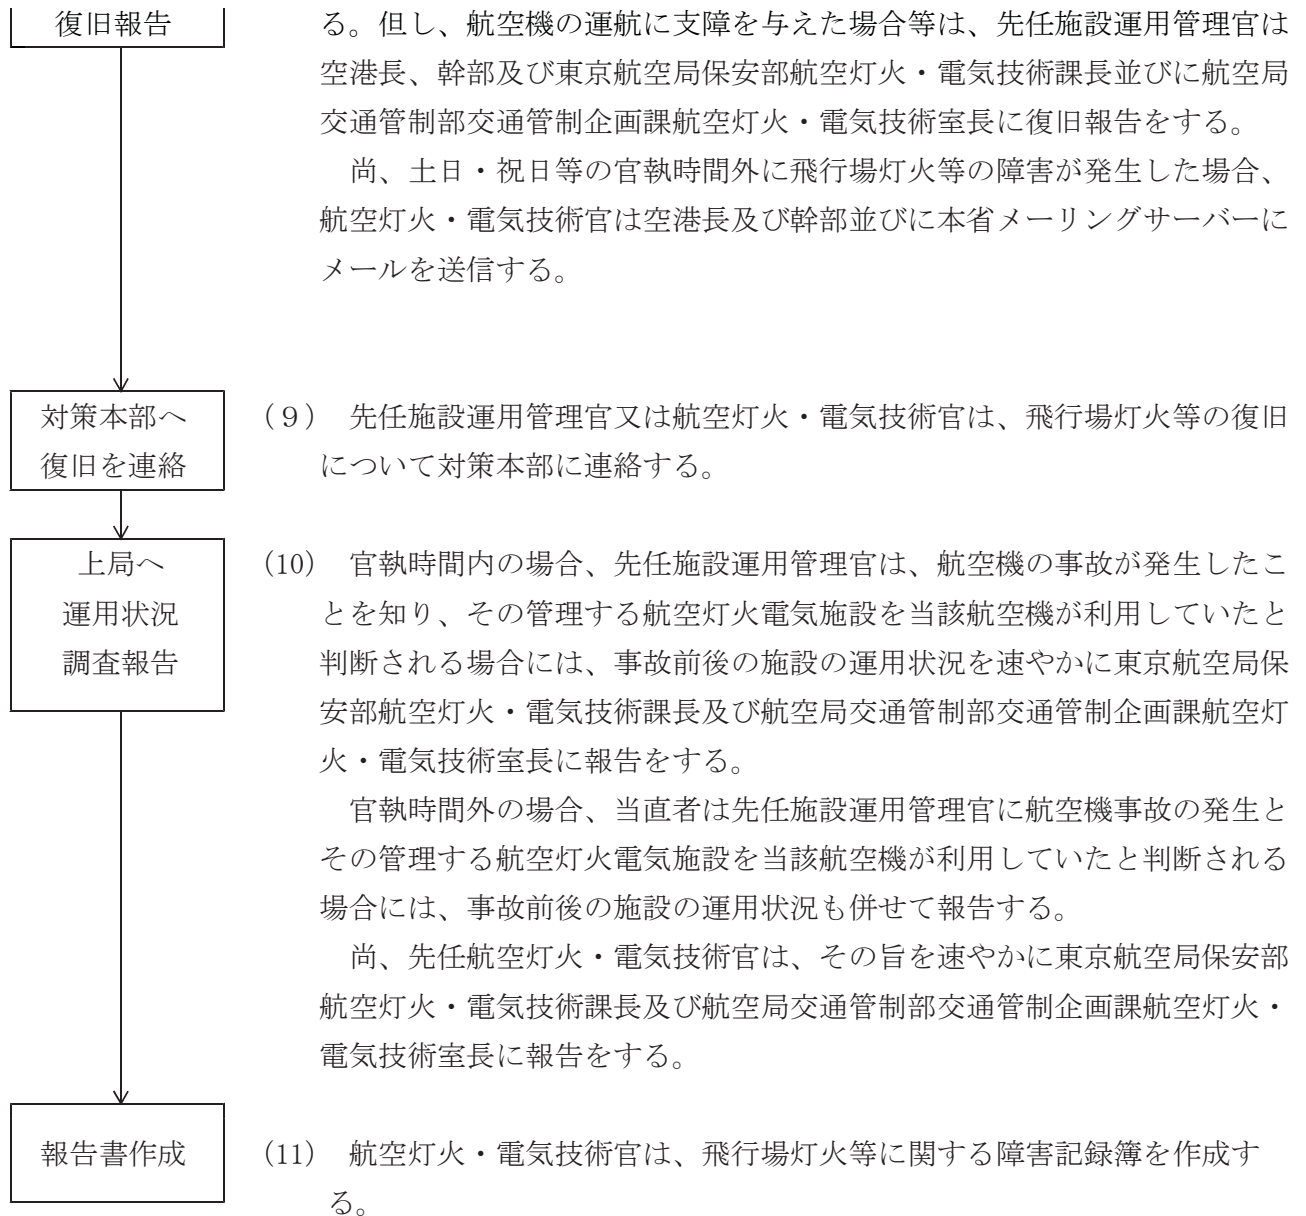 復旧報告
る。但し、航空機の運航に支障を与えた場合等は、先任施設運用管理官は
空港長、幹部及び東京航空局保安部航空灯火・電気技術課長並びに航空局
交通管制部交通管制企画課航空灯火・電気技術室長に復旧報告をする。
尚、土日・祝日等の官執時間外に飛行場灯火等の障害が発生した場合、
航空灯火・電気技術官は空港長及び幹部並びに本省メーリングサーバーに
メールを送信する。
対策本部へ
復旧を連絡
(９) 先任施設運用管理官又は航空灯火・電気技術官は、飛行場灯火等の復旧
について対策本部に連絡する。
上局へ
運用状況
調査報告
(10) 官執時間内の場合、先任施設運用管理官は、航空機の事故が発生したこ
とを知り、その管理する航空灯火電気施設を当該航空機が利用していたと
判断される場合には、事故前後の施設の運用状況を速やかに東京航空局保
安部航空灯火・電気技術課長及び航空局交通管制部交通管制企画課航空灯
火・電気技術室長に報告をする。
官執時間外の場合、当直者は先任施設運用管理官に航空機事故の発生と
その管理する航空灯火電気施設を当該航空機が利用していたと判断される
場合には、事故前後の施設の運用状況も併せて報告する。
尚、先任航空灯火・電気技術官は、その旨を速やかに東京航空局保安部
航空灯火・電気技術課長及び航空局交通管制部交通管制企画課航空灯火・
電気技術室長に報告をする。
報告書作成
(11) 航空灯火・電気技術官は、飛行場灯火等に関する障害記録簿を作成す
る。